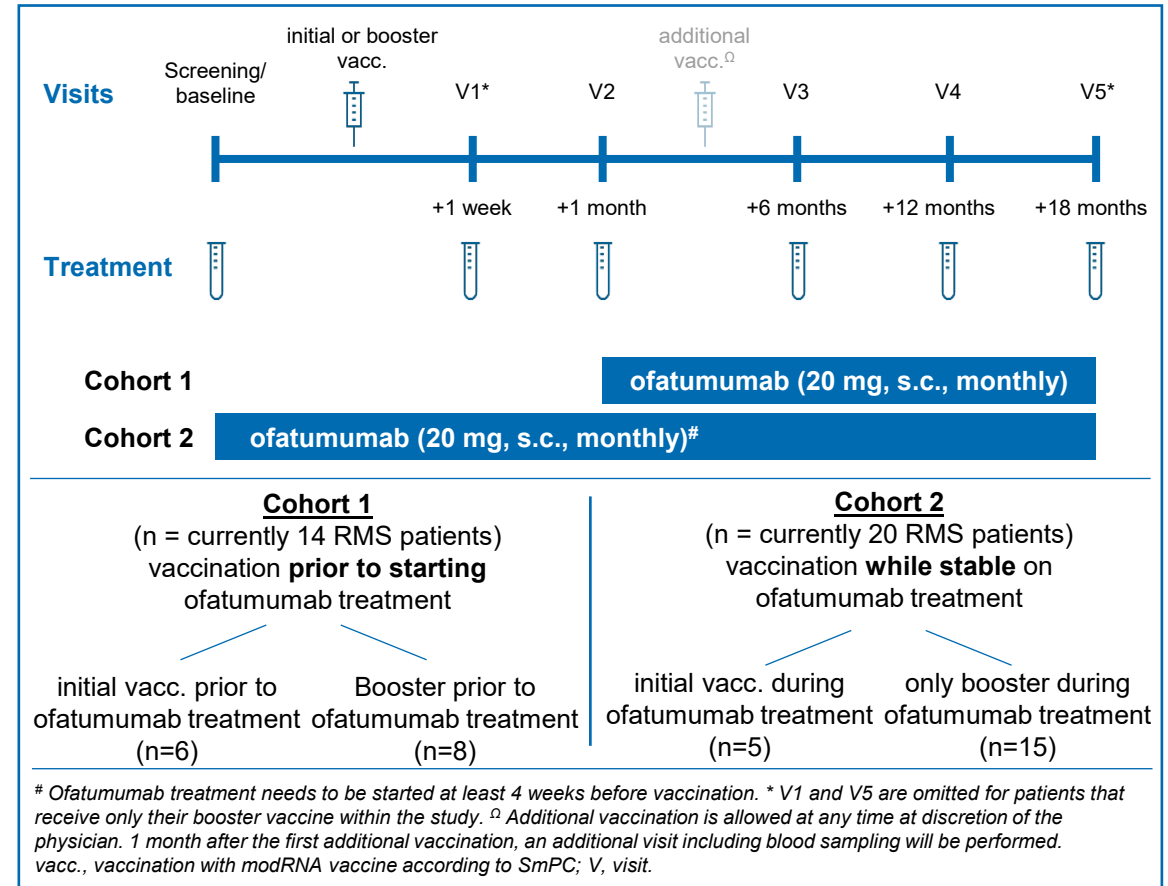 initial or booster
vacc.
additional
vacc.Ω
Screening/
baseline
Visits
V1*
V2
V3
V4
V5*
+1 week
+1 month
+6 months
+12 months
+18 months
Treatment
Cohort 1
ofatumumab (20 mg, s.c., monthly)
Cohort 2
ofatumumab (20 mg, s.c., monthly)#
Cohort 1
(n = currently 14 RMS patients)
vaccination prior to starting
ofatumumab treatment
initial vacc. prior to
ofatumumab treatment
(n=6)
Booster prior to
ofatumumab treatment
(n=8)
Cohort 2
(n = currently 20 RMS patients)
vaccination while stable on
ofatumumab treatment
initial vacc. during
ofatumumab treatment
(n=5)
only booster during
ofatumumab treatment
(n=15)
# Ofatumumab treatment needs to be started at least 4 weeks before vaccination. * V1 and V5 are omitted for patients that
receive only their booster vaccine within the study. Ω Additional vaccination is allowed at any time at discretion of the
physician. 1 month after the first additional vaccination, an additional visit including blood sampling will be performed.
vacc., vaccination with modRNA vaccine according to SmPC; V, visit.